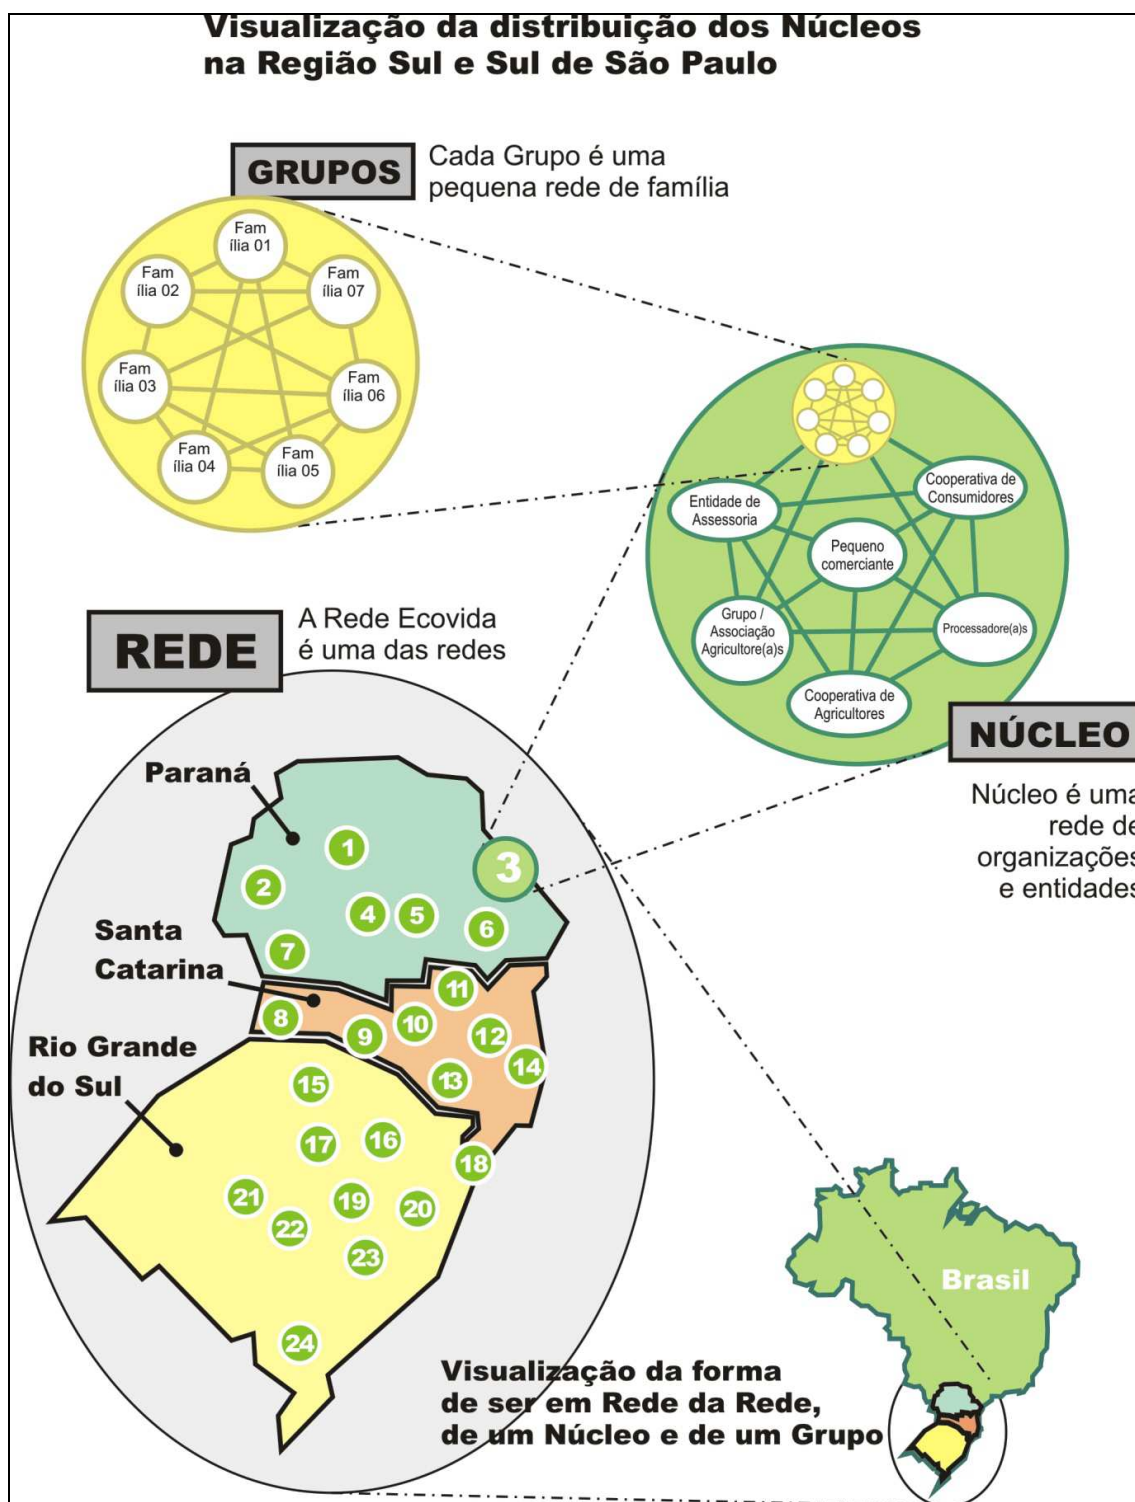 Visualização da distribuição dos Núcleos
na Região Sul e Sul de São Paulo
GRUPOS
Cada Grupo é uma
pequena rede de família
Fam
ília 01
Fam
ília 02
Fam
ília 07
Fam
ília 03
Fam
ília 06
Fam
ília 04
Fam
ília 05
Entidade de
Assessoria
Cooperativa de
Consumidores
Pequeno
comerciante
Grupo /
Associação
Agricultore(a)s
Processadore(a)s
Cooperativa de
Agricultores
NÚCLEO
Núcleo é uma
rede de
organizações
e entidades
REDE
A Rede Ecovida
é uma das redes
Paraná
1
2
3
4
5
6
7
Santa
Catarina
8
9
10
11
12
13
14
Rio Grande
do Sul
15
16
17
18
19
20
21
22
23
24
Brasil
Visualização da forma
de ser em Rede da Rede,
de um Núcleo e de um Grupo